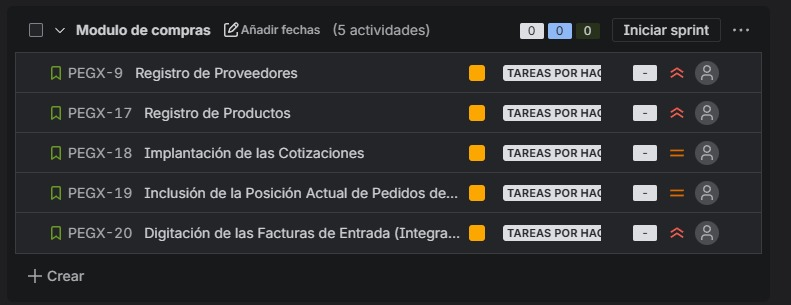 Modulo de compras Añadir fechas (5 actividades) 0 0 0 Iniciar sprint ...
PEGX-9 Registro de Proveedores TAREAS POR HAC -
PEGX-17 Registro de Productos TAREAS POR HAC -
PEGX-18 Implantación de las Cotizaciones TAREAS POR HAC -
PEGX-19 Inclusión de la Posición Actual de Pedidos de... TAREAS POR HAC -
PEGX-20 Digitación de las Facturas de Entrada (Integra... TAREAS POR HAC -
+ Crear